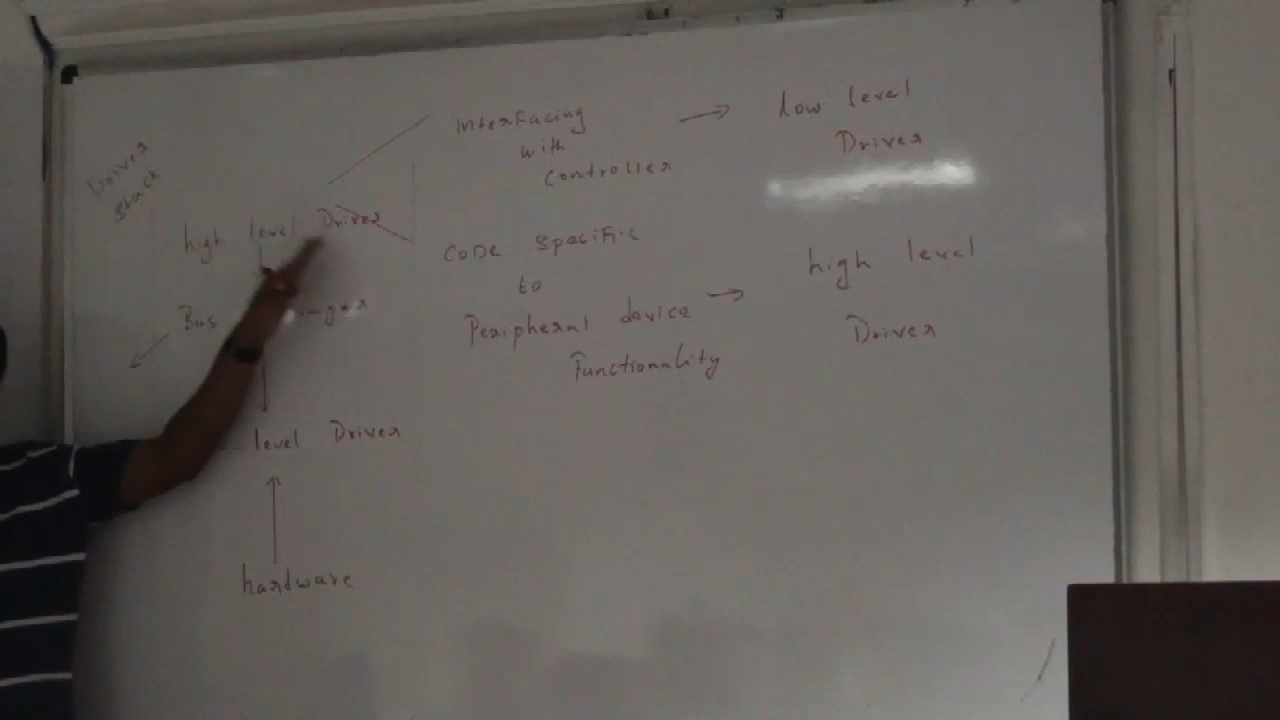 Driver
stack
high level Driver
Bus
level Driver
hardware
Interfacing
with
controller
low level
Driver
CODE specific
to
Peripheral device
Functionality
high level
Driver